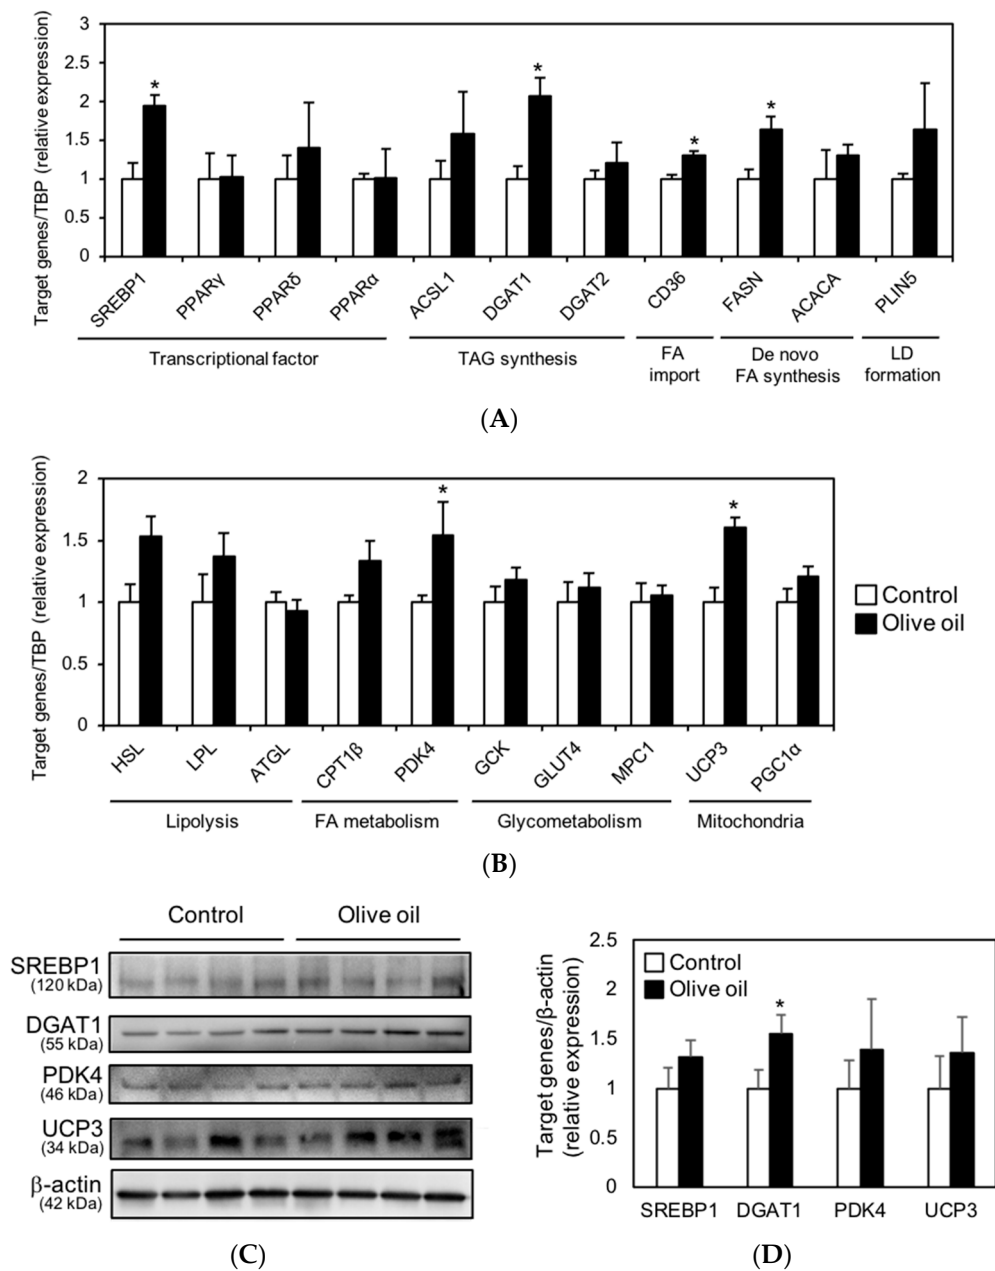 Target genes/TBP (relative expression)
3
2.5
2
1.5
1
0.5
0
*
*
*
*
SREBP1
PPARγ
PPARδ
PPARα
ACSL1
DGAT1
DGAT2
CD36
FASN
ACACA
PLIN5
Transcriptional factor
TAG synthesis
FA
import
De novo
FA synthesis
LD
formation
(A)
Target genes/TBP (relative expression)
2
1.5
1
0.5
0
*
*
HSL
LPL
ATGL
CPT1β
PDK4
GCK
GLUT4
MPC1
UCP3
PGC1α
Lipolysis
FA metabolism
Glycometabolism
Mitochondria
Control
Olive oil
(B)
Control
Olive oil
SREBP1
(120 kDa)
DGAT1
(55 kDa)
PDK4
(46 kDa)
UCP3
(34 kDa)
β-actin
(42 kDa)
(C)
Target genes/β-actin
(relative expression)
2.5
2
1.5
1
0.5
0
Control
Olive oil
*
SREBP1
DGAT1
PDK4
UCP3
(D)